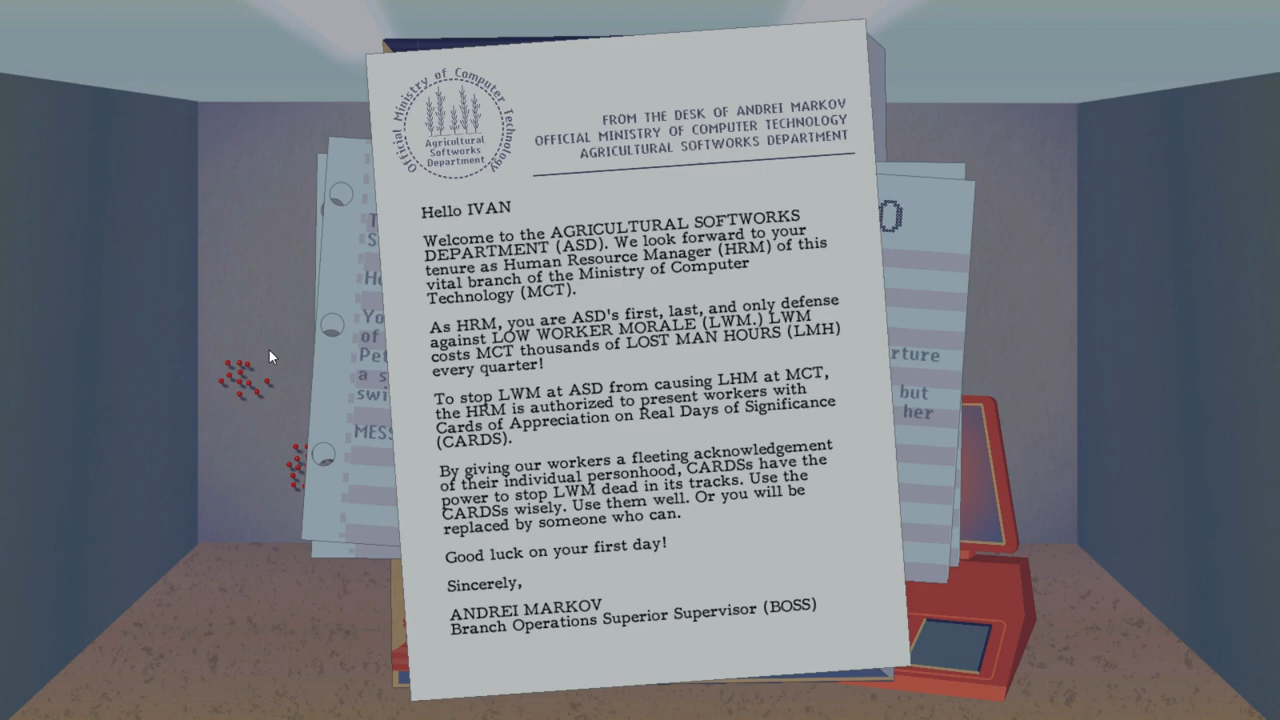 Official Ministry of Computer Technology
Agricultural
Softworks
Department
FROM THE DESK OF ANDREI MARKOV
OFFICIAL MINISTRY OF COMPUTER TECHNOLOGY
AGRICULTURAL SOFTWORKS DEPARTMENT
Hello IVAN
Welcome to the AGRICULTURAL SOFTWORKS
DEPARTMENT (ASD). We look forward to your
tenure as Human Resource Manager (HRM) of this
vital branch of the Ministry of Computer
Technology (MCT).
As HRM, you are ASD's first, last, and only defense
against LOW WORKER MORALE (LWM.) LWM
costs MCT thousands of LOST MAN HOURS (LMH)
every quarter!
To stop LWM at ASD from causing LHM at MCT,
the HRM is authorized to present workers with
Cards of Appreciation on Real Days of Significance
(CARDS).
By giving our workers a fleeting acknowledgement
of their individual personhood, CARDSs have the
power to stop LWM dead in its tracks. Use the
CARDSs wisely. Use them well. Or you will be
replaced by someone who can.
Good luck on your first day!
Sincerely,
ANDREI MARKOV
Branch Operations Superior Supervisor (BOSS)
of
a s
swi
MESS
rture
but
her